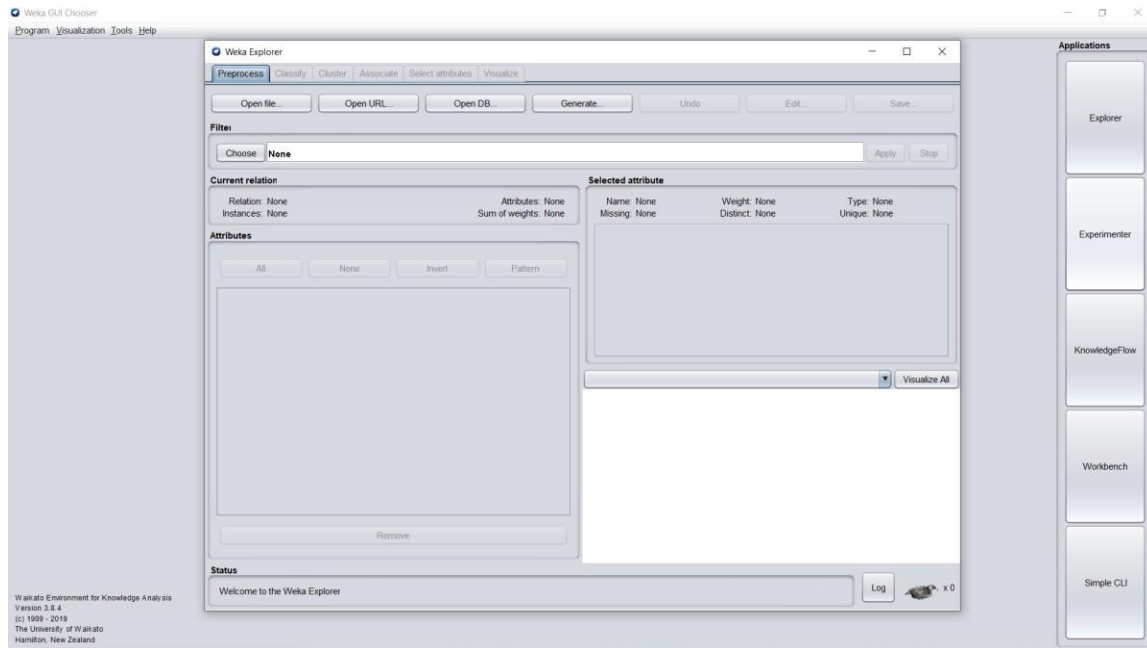 Weka GUI Chooser
Program Visualization Tools Help
Applications
Weka Explorer
Preprocess Classify Cluster Associate Select attributes Visualize
Open file... Open URL... Open DB... Generate... Undo Edit... Save...
Filter
Choose None Apply Stop
Current relation
Relation: None Attributes: None
Instances: None Sum of weights: None
Selected attribute
Name: None Weight: None Type: None
Missing: None Distinct: None Unique: None
Attributes
All None Invert Pattern
Remove
Visualize All
Status
Welcome to the Weka Explorer
Log x 0
Explorer
Experimenter
KnowledgeFlow
Workbench
Simple CLI
Waikato Environment for Knowledge Analysis
Version 3.8.4
(c) 1999 - 2019
The University of Waikato
Hamilton, New Zealand